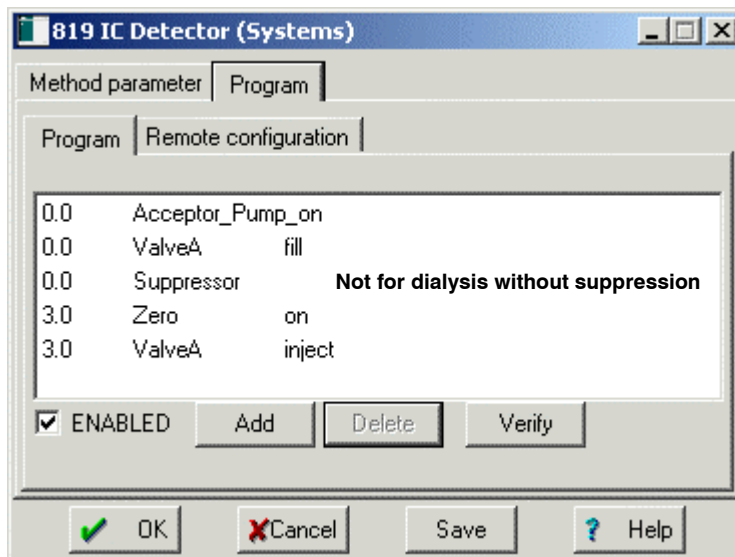 819 IC Detector (Systems)
Method parameter Program
Program Remote configuration
0.0 Acceptor_Pump_on
0.0 ValveA fill
0.0 Suppressor Not for dialysis without suppression
3.0 Zero on
3.0 ValveA inject
ENABLED Add Delete Verify
OK Cancel Save ? Help